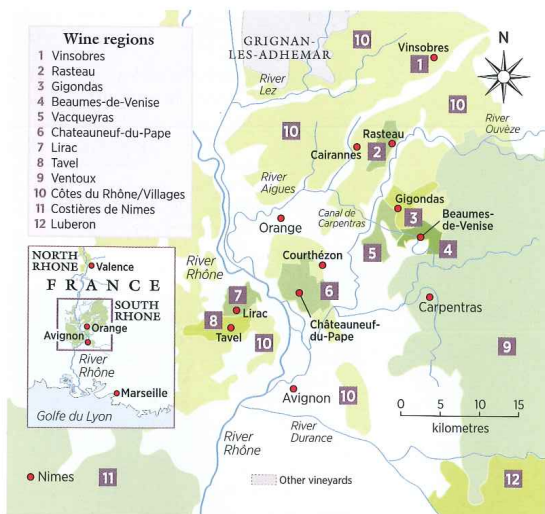 Wine regions
1 Vinsobres
2 Rasteau
3 Gigondas
4 Beaumes-de-Venise
5 Vacqueyras
6 Chateauneuf-du-Pape
7 Lirac
8 Tavel
9 Ventoux
10 Côtes du Rhône/Villages
11 Costières de Nimes
12 Luberon
GRIGNAN-
LES-ADHEMAR
10
Vinsobres
1
N
River
Lez
10
River
Ouvèze
10
Rasteau
Cairannes
2
River
Aigues
Gigondas
3
Orange
Canal de
Carpentras
Beaumes-
de-Venise
5
4
Courthézon
River
Rhône
6
7
Lirac
8
Tavel
10
Châteauneuf-
du-Pape
Carpentras
9
Avignon
10
0 5 10 15
kilometres
River
Durance
River
Rhône
Nimes
11
Other vineyards
12
NORTH
RHONE
Valence
FRANCE
SOUTH
RHONE
Orange
Avignon
River
Rhône
Marseille
Golfe du Lyon